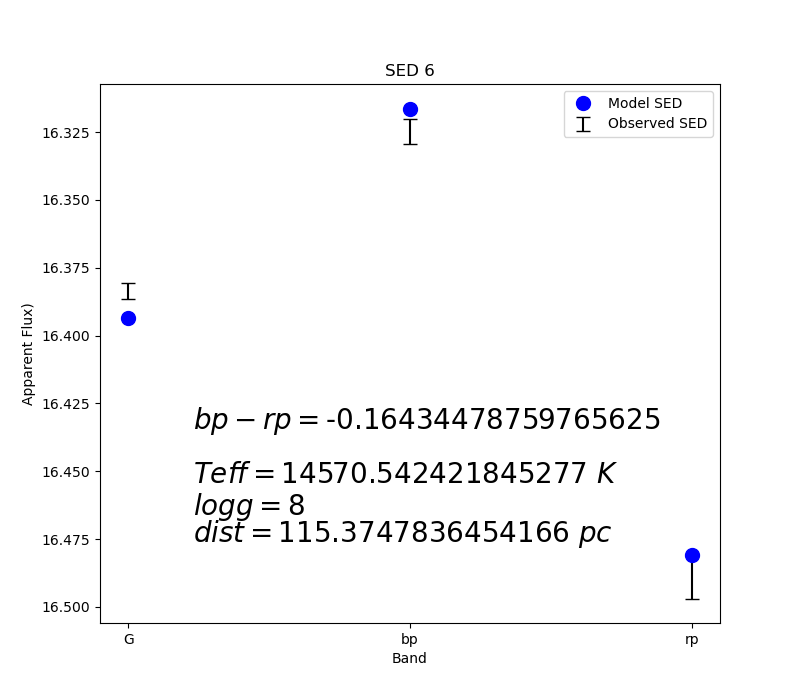 SED 6
Model SED
Observed SED
16.325
16.350
16.375
16.400
16.425
16.450
16.475
16.500
Apparent Flux)
bp − rp = -0.16434478759765625
Teff = 14570.542421845277 K
logg = 8
dist = 115.3747836454166 pc
G bp rp
Band